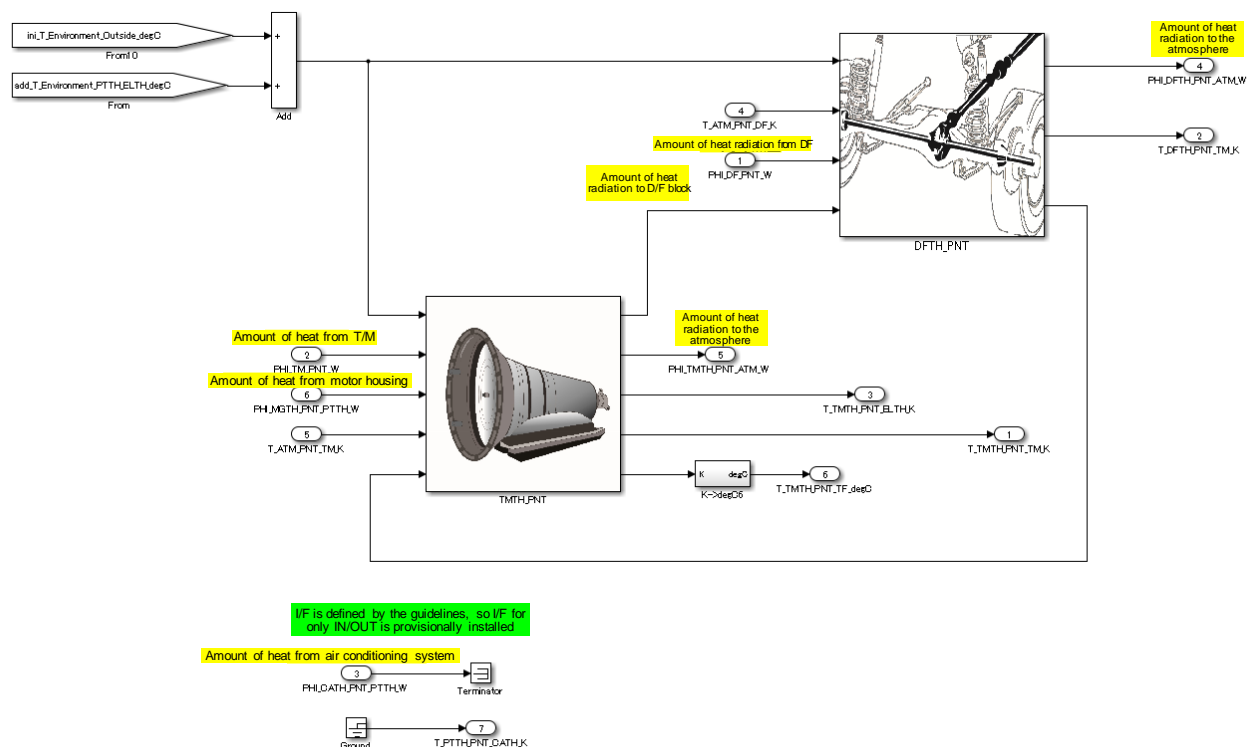 ini_T_Environment_Outside_degC
From10
add_T_Environment_PTTH_ELTH_degC
From
+
+
Add
Amount of heat
radiation to the
atmosphere
4
PHI_DFTH_PNT_ATM_W
4
T_ATM_PNT_DF_K
Amount of heat radiation from DF
1
PHI_DF_PNT_W
Amount of heat
radiation to D/F block
2
T_DFTH_PNT_TM_K
DFTH_PNT
Amount of heat from T/M
2
PHI_TM_PNT_W
Amount of heat from motor housing
6
PHI_MGTH_PNT_PTTH_W
5
T_ATM_PNT_TM_K
TMTH_PNT
Amount of heat
radiation to the
atmosphere
5
PHI_TMTH_PNT_ATM_W
3
T_TMTH_PNT_ELTH_K
1
T_TMTH_PNT_TM_K
K degC
K->degC6
6
T_TMTH_PNT_TF_degC
I/F is defined by the guidelines, so I/F for
only IN/OUT is provisionally installed
Amount of heat from air conditioning system
3
PHI_CATH_PNT_PTTH_W
Terminator
Ground
7
T_PTTH_PNT_CATH_K